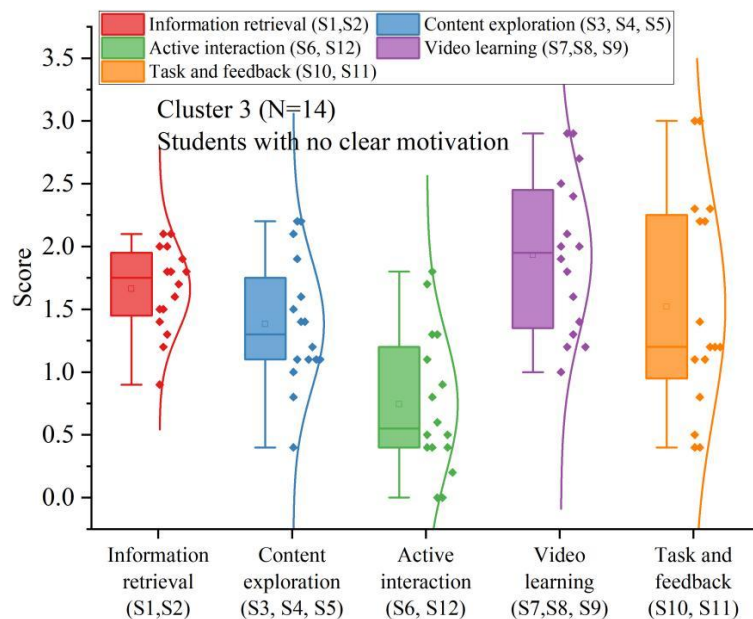 Information retrieval (S1,S2)
Content exploration (S3, S4, S5)
Active interaction (S6, S12)
Video learning (S7,S8, S9)
Task and feedback (S10, S11)
Cluster 3 (N=14)
Students with no clear motivation
Score
3.5
3.0
2.5
2.0
1.5
1.0
0.5
0.0
Information
retrieval
(S1,S2)
Content
exploration
(S3, S4, S5)
Active
interaction
(S6, S12)
Video
learning
(S7,S8, S9)
Task and
feedback
(S10, S11)